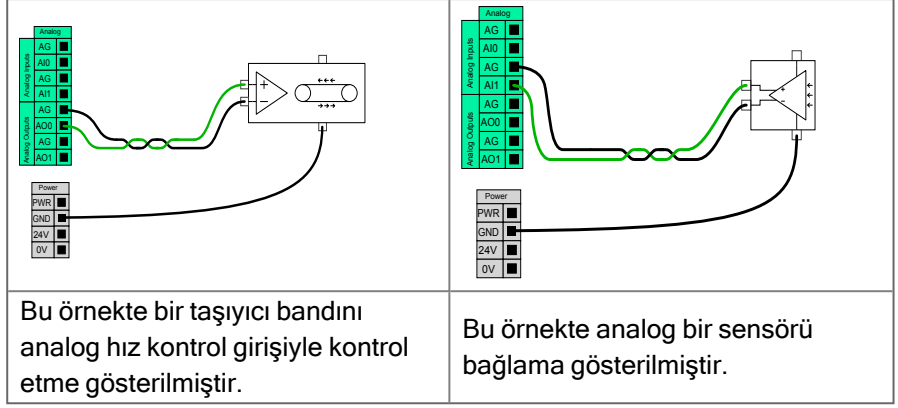 Analog
Analog Inputs
AG
AI0
AG
AI1
Analog Outputs
AG
AO0
AG
AO1
+
−
Power
PWR
GND
24V
0V
Analog
Analog Inputs
AG
AI0
AG
AI1
Analog Outputs
AG
AO0
AG
AO1
+
-
Power
PWR
GND
24V
0V
Bu örnekte bir taşıyıcı bandını
analog hız kontrol girişiyle kontrol
etme gösterilmiştir.
Bu örnekte analog bir sensörü
bağlama gösterilmiştir.